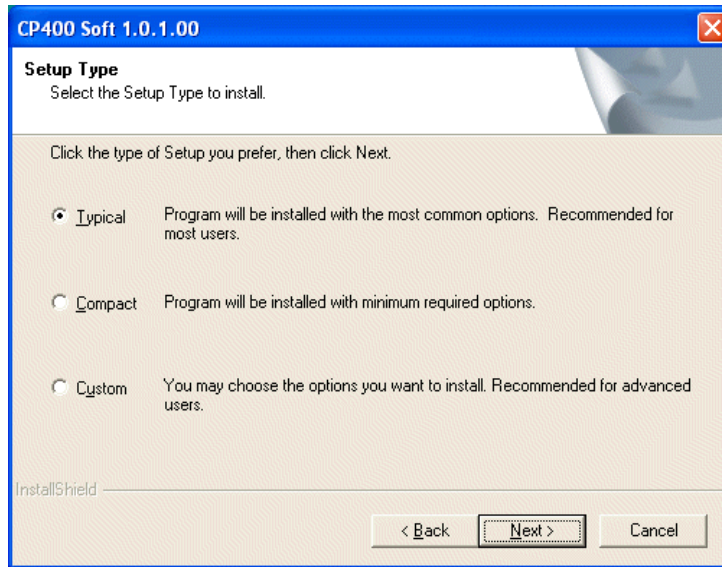 CP400 Soft 1.0.1.00
Setup Type
Select the Setup Type to install.
Click the type of Setup you prefer, then click Next.
Typical Program will be installed with the most common options.  Recommended for
most users.
Compact Program will be installed with minimum required options.
Custom You may choose the options you want to install. Recommended for advanced
users.
InstallShield
< Back Next > Cancel